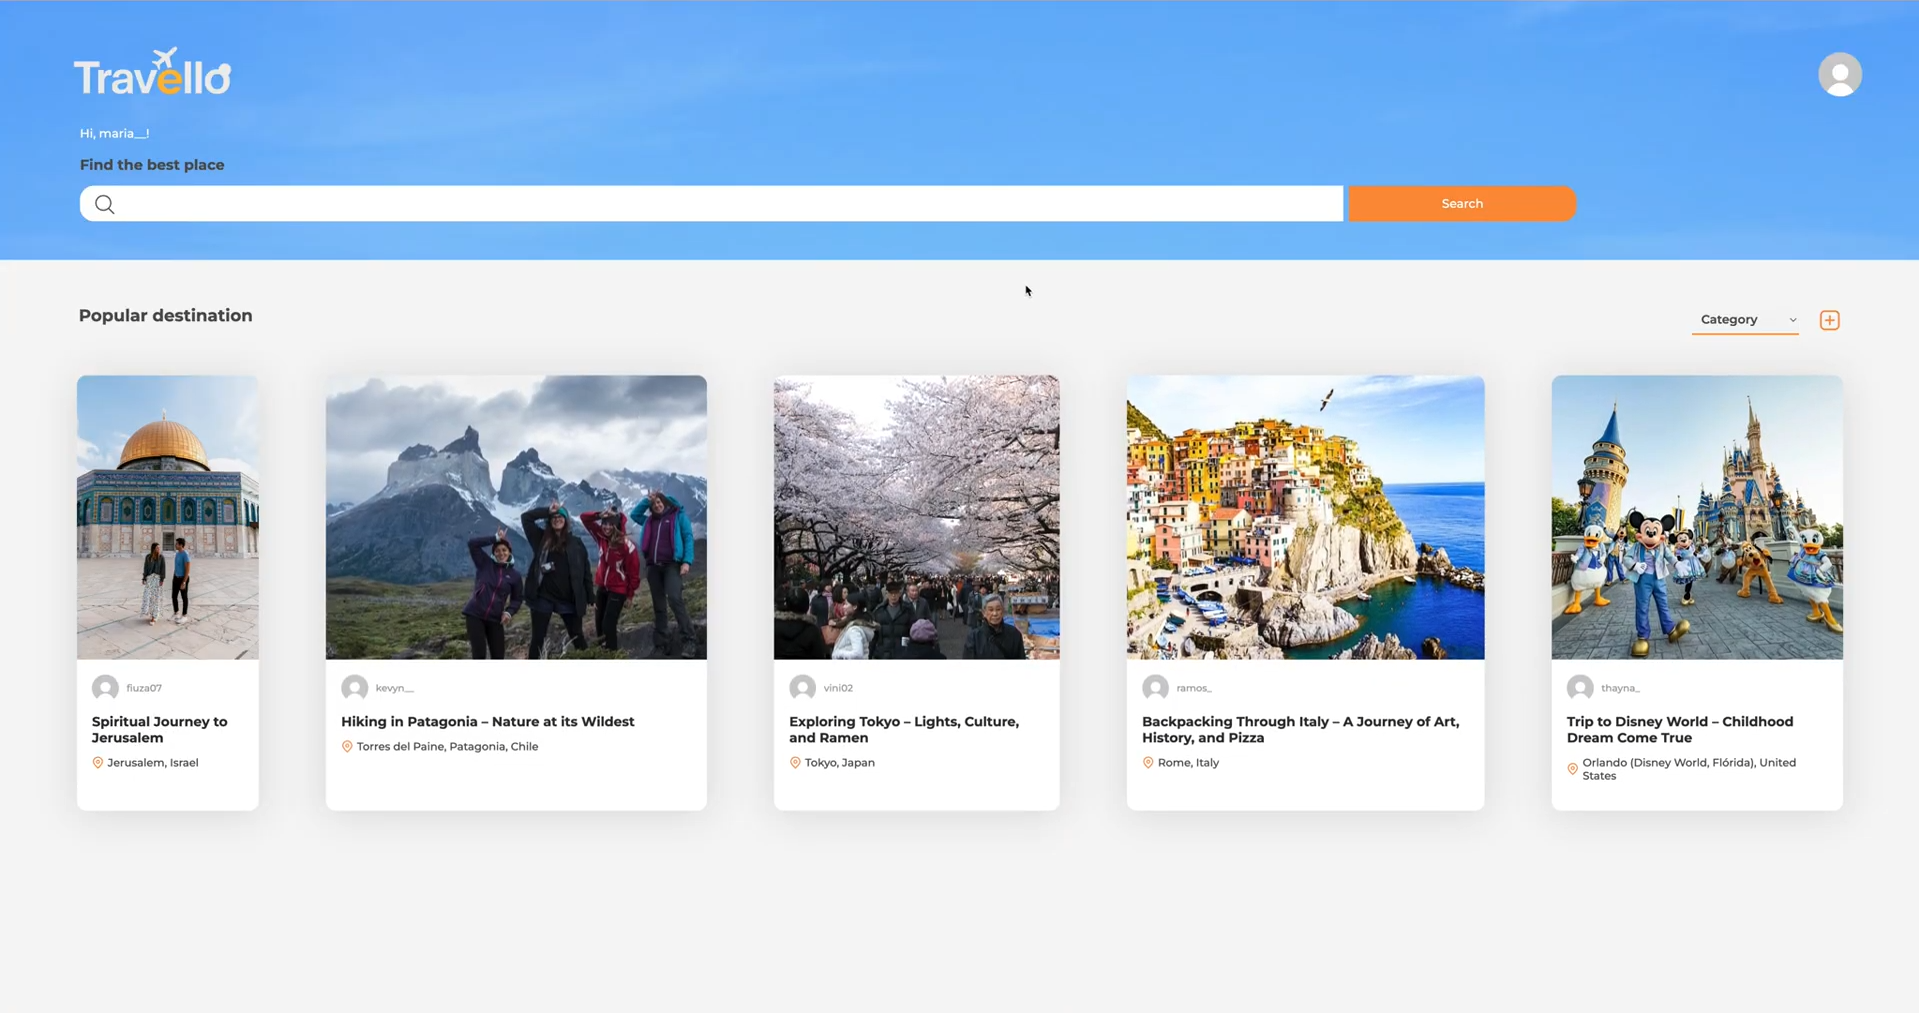 Travello
Hi, maria__!
Find the best place
Search
Popular destination
Category
fiuza07
Spiritual Journey to
Jerusalem
Jerusalem, Israel
kevyn__
Hiking in Patagonia – Nature at its Wildest
Torres del Paine, Patagonia, Chile
vini02
Exploring Tokyo – Lights, Culture,
and Ramen
Tokyo, Japan
ramos_
Backpacking Through Italy – A Journey of Art,
History, and Pizza
Rome, Italy
thayna_
Trip to Disney World – Childhood
Dream Come True
Orlando (Disney World, Flórida), United
States